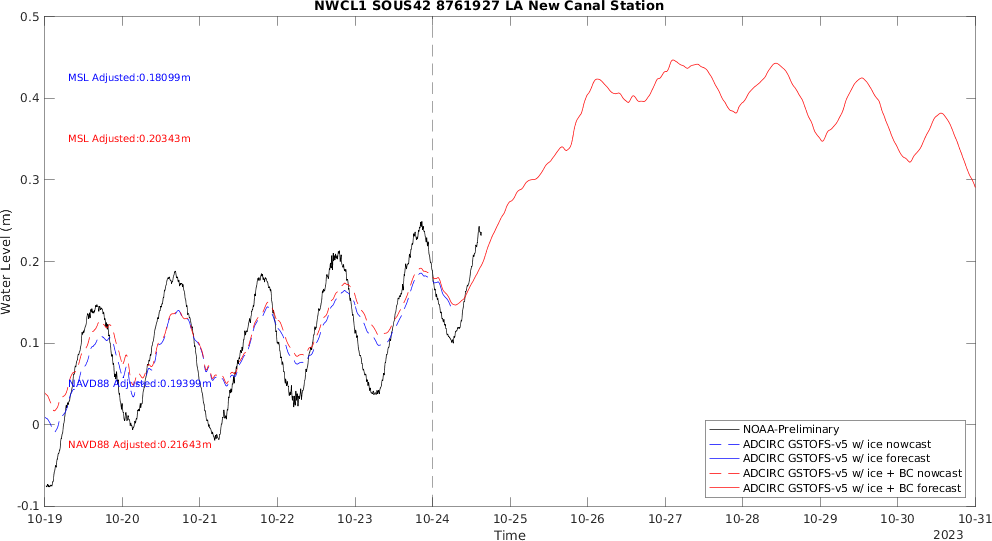 NWCL1 SOUS42 8761927 LA New Canal Station
0.5
0.4
0.3
0.2
0.1
0
-0.1
Water Level (m)
MSL Adjusted:0.18099m
MSL Adjusted:0.20343m
NAVD88 Adjusted:0.19399m
NAVD88 Adjusted:0.21643m
NOAA-Preliminary
ADCIRC GSTOFS-v5 w/ ice nowcast
ADCIRC GSTOFS-v5 w/ ice forecast
ADCIRC GSTOFS-v5 w/ ice + BC nowcast
ADCIRC GSTOFS-v5 w/ ice + BC forecast
10-19 10-20 10-21 10-22 10-23 10-24 10-25 10-26 10-27 10-28 10-29 10-30 10-31
Time
2023